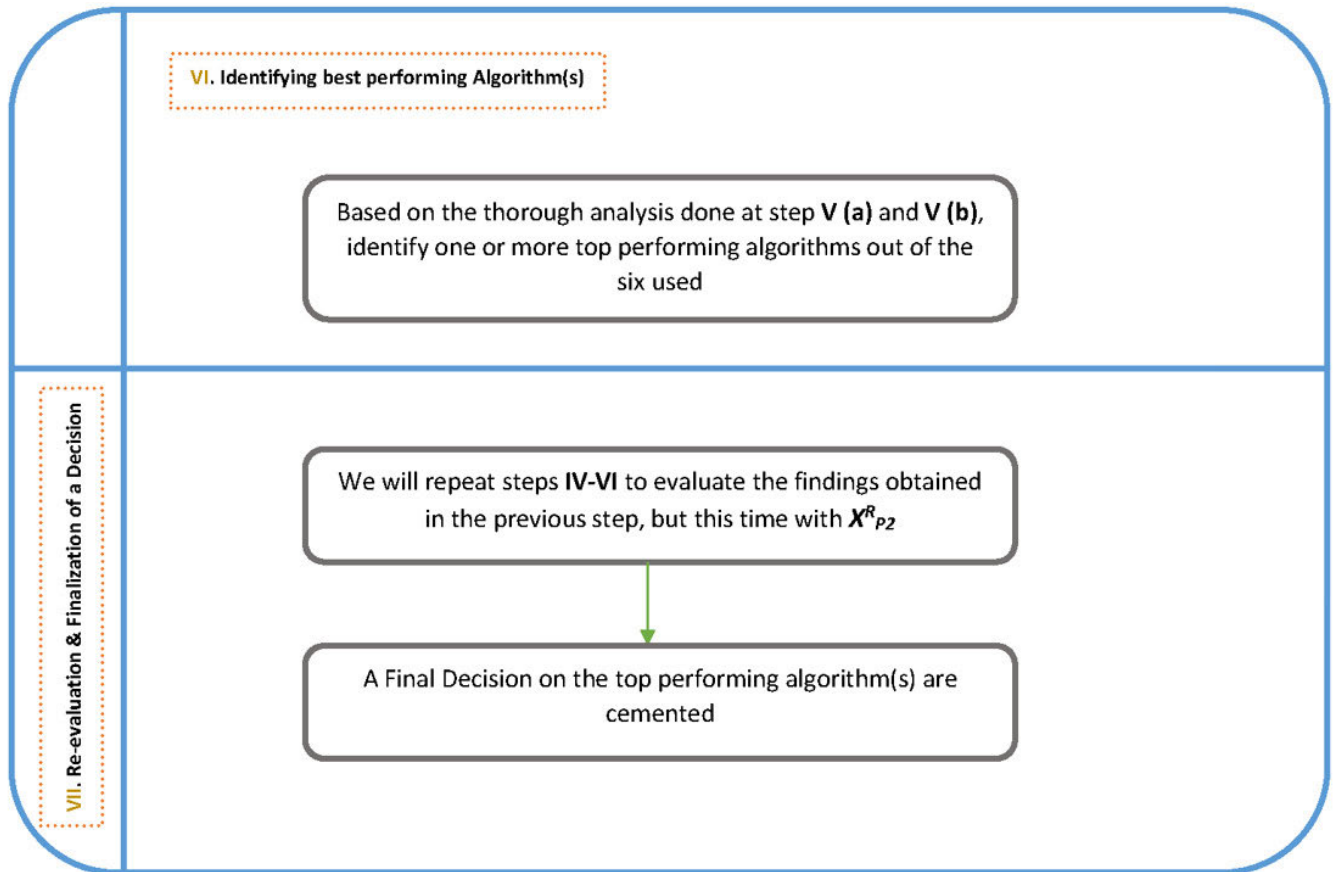 VI. Identifying best performing Algorithm(s)
Based on the thorough analysis done at step V (a) and V (b),
identify one or more top performing algorithms out of the
six used
VII. Re-evaluation & Finalization of a Decision
We will repeat steps IV-VI to evaluate the findings obtained
in the previous step, but this time with X^R_P2
A Final Decision on the top performing algorithm(s) are
cemented